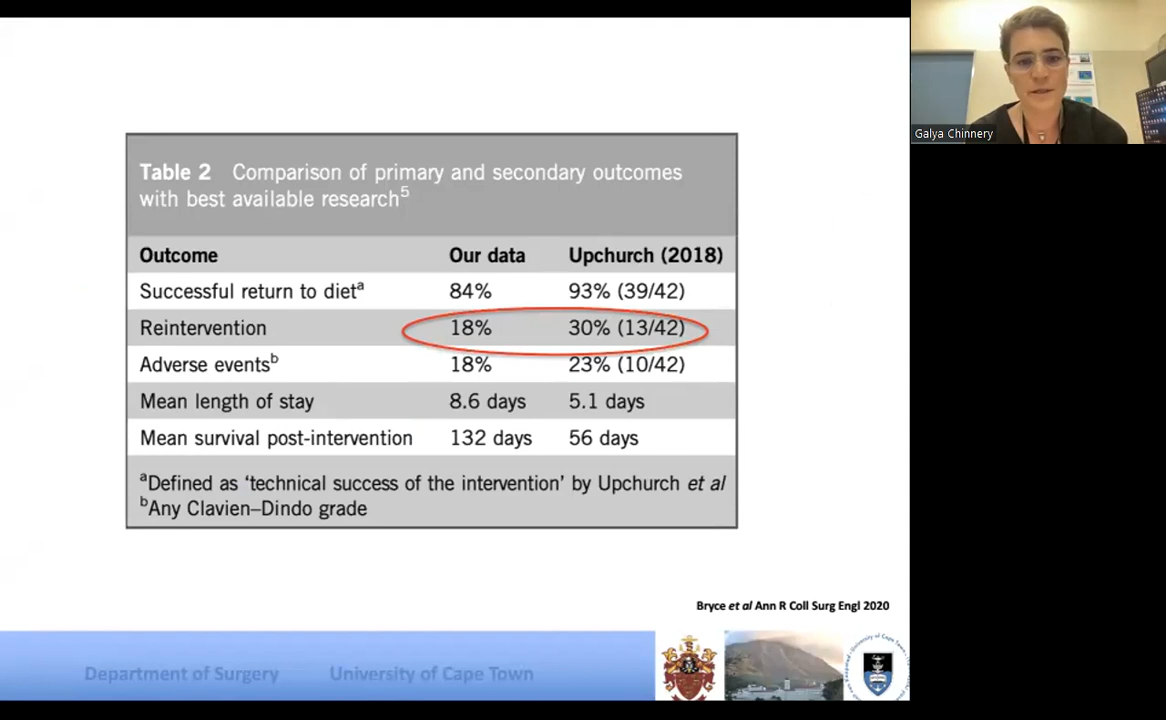 Table 2 Comparison of primary and secondary outcomes
with best available research5
Outcome Our data Upchurch (2018)
Successful return to dieta 84% 93% (39/42)
Reintervention 18% 30% (13/42)
Adverse eventsb 18% 23% (10/42)
Mean length of stay 8.6 days 5.1 days
Mean survival post-intervention 132 days 56 days
aDefined as ‘technical success of the intervention’ by Upchurch et al
bAny Clavien–Dindo grade
Bryce et al Ann R Coll Surg Engl 2020
Department of Surgery University of Cape Town
Galya Chinnery